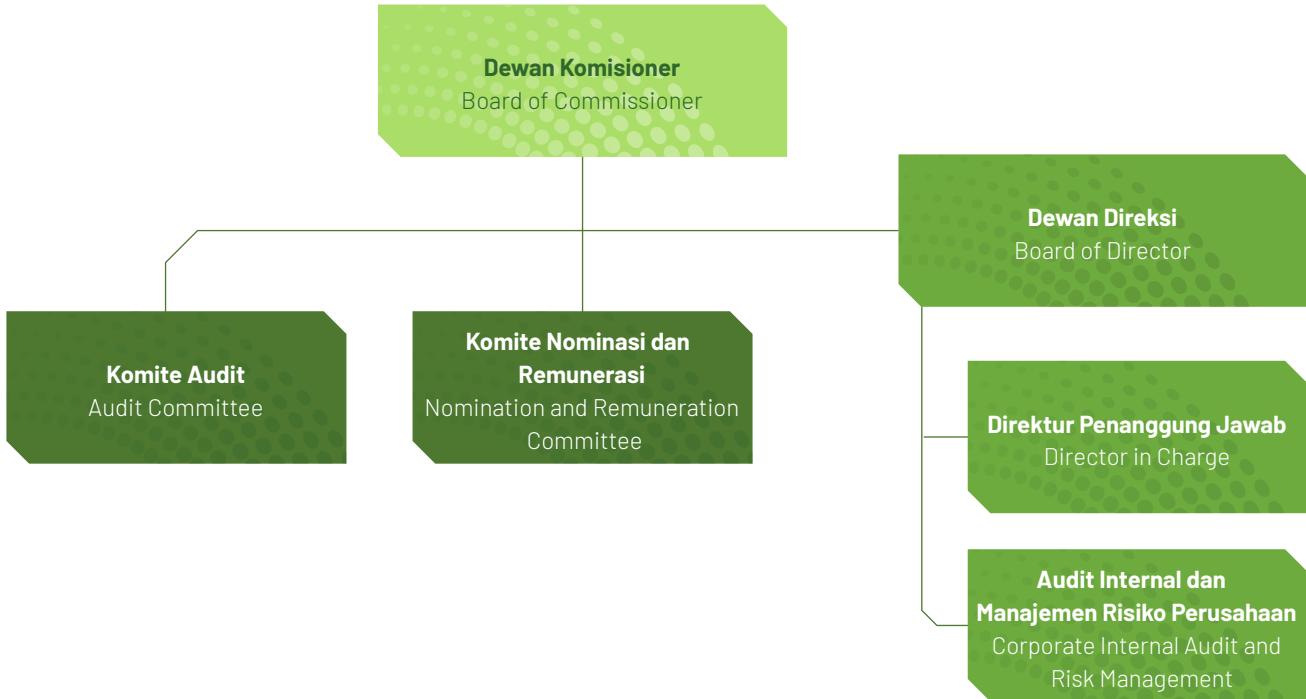 Dewan Komisioner
Board of Commissioner
Dewan Direksi
Board of Director
Komite Audit
Audit Committee
Komite Nominasi dan
Remunerasi
Nomination and Remuneration
Committee
Direktur Penanggung Jawab
Director in Charge
Audit Internal dan
Manajemen Risiko Perusahaan
Corporate Internal Audit and
Risk Management